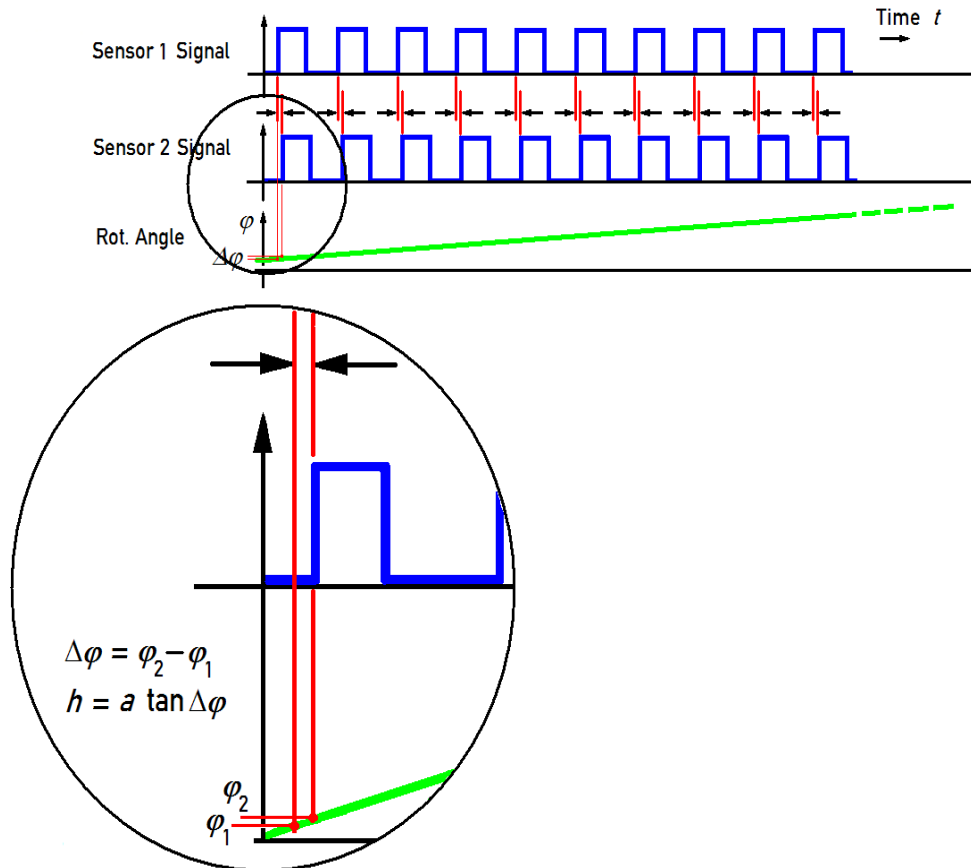 Time t
Sensor 1 Signal
Sensor 2 Signal
φ
Rot. Angle
Δφ
Δφ = φ₂−φ₁
h = a tan Δφ
φ₂
φ₁